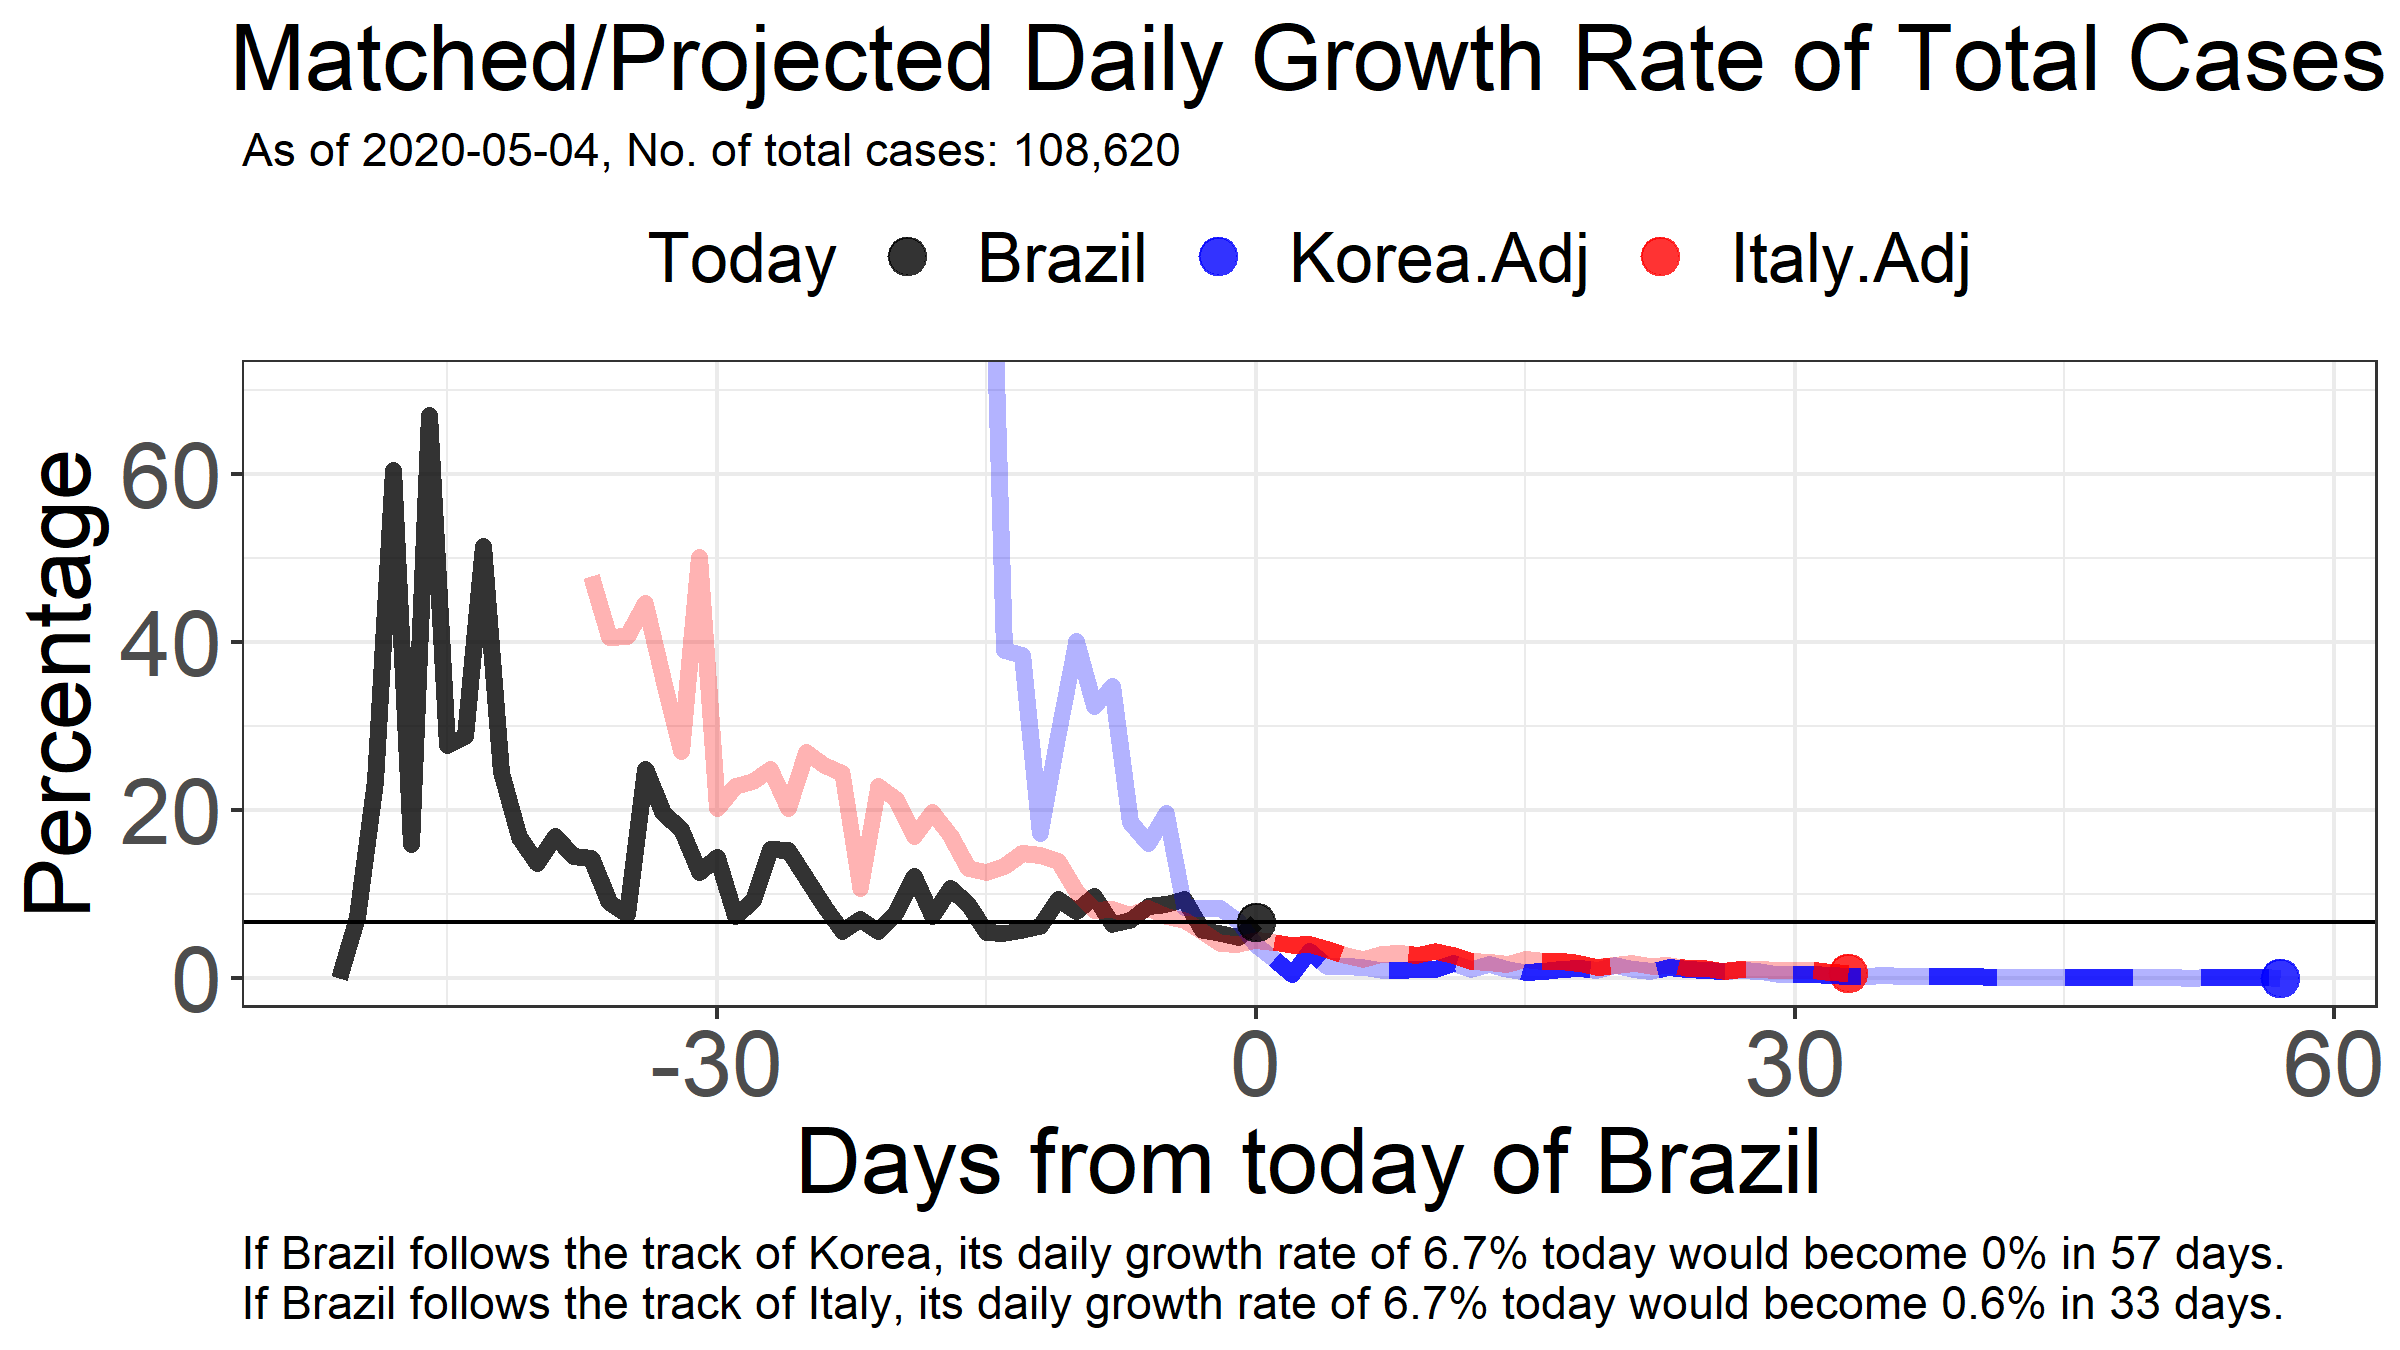 Matched/Projected Daily Growth Rate of Total Cases
As of 2020-05-04, No. of total cases: 108,620
Today Brazil Korea.Adj Italy.Adj
Percentage
60
40
20
0
-30 0 30 60
Days from today of Brazil
If Brazil follows the track of Korea, its daily growth rate of 6.7% today would become 0% in 57 days.
If Brazil follows the track of Italy, its daily growth rate of 6.7% today would become 0.6% in 33 days.